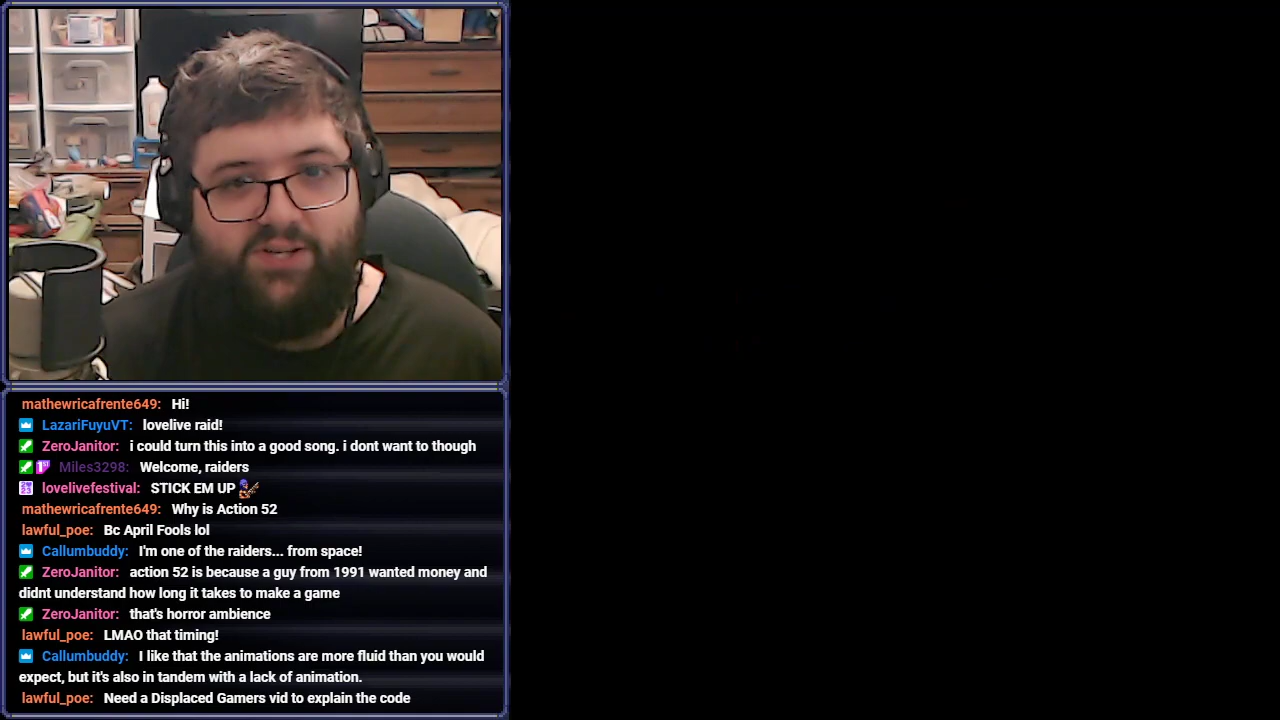 mathewricafrente649: Hi!
LazariFuyuVT: lovelive raid!
ZeroJanitor: i could turn this into a good song. i dont want to though
Miles3298: Welcome, raiders
lovelivefestival: STICK EM UP
mathewricafrente649: Why is Action 52
lawful_poe: Bc April Fools lol
Callumbuddy: I'm one of the raiders... from space!
ZeroJanitor: action 52 is because a guy from 1991 wanted money and
didnt understand how long it takes to make a game
ZeroJanitor: that's horror ambience
lawful_poe: LMAO that timing!
Callumbuddy: I like that the animations are more fluid than you would
expect, but it's also in tandem with a lack of animation.
lawful_poe: Need a Displaced Gamers vid to explain the code